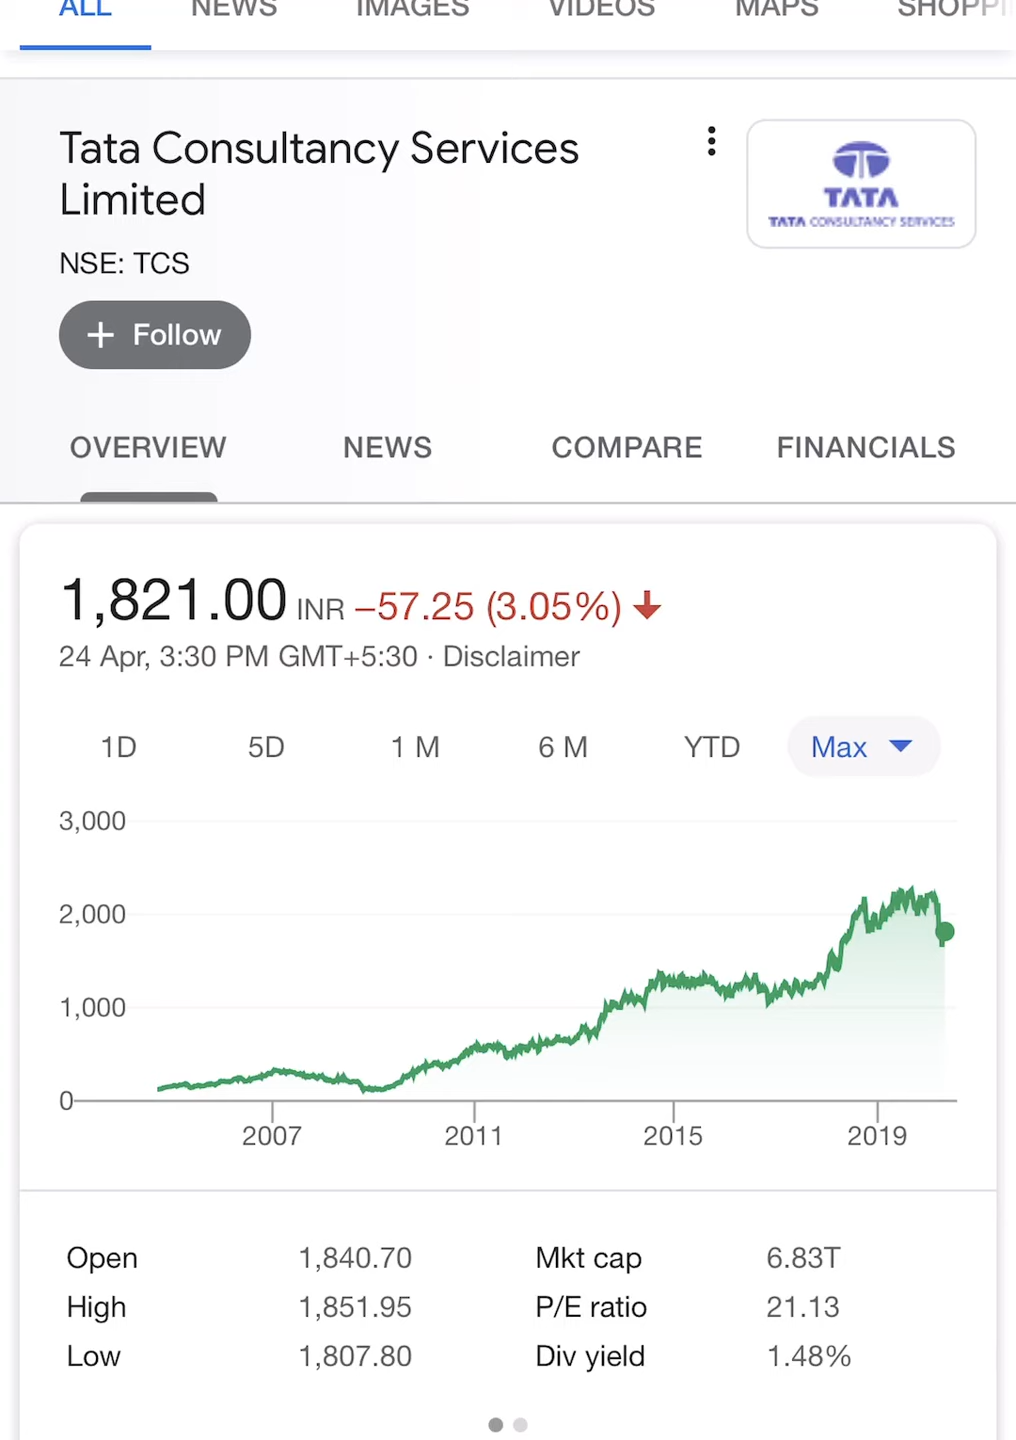 ALL NEWS IMAGES VIDEOS MAPS SHOPPI
Tata Consultancy Services
Limited
TATA
TATA CONSULTANCY SERVICES
NSE: TCS
+ Follow
OVERVIEW NEWS COMPARE FINANCIALS
1,821.00 INR −57.25 (3.05%) ↓
24 Apr, 3:30 PM GMT+5:30 · Disclaimer
1D 5D 1 M 6 M YTD Max
3,000
2,000
1,000
0
2007 2011 2015 2019
Open 1,840.70 Mkt cap 6.83T
High 1,851.95 P/E ratio 21.13
Low 1,807.80 Div yield 1.48%